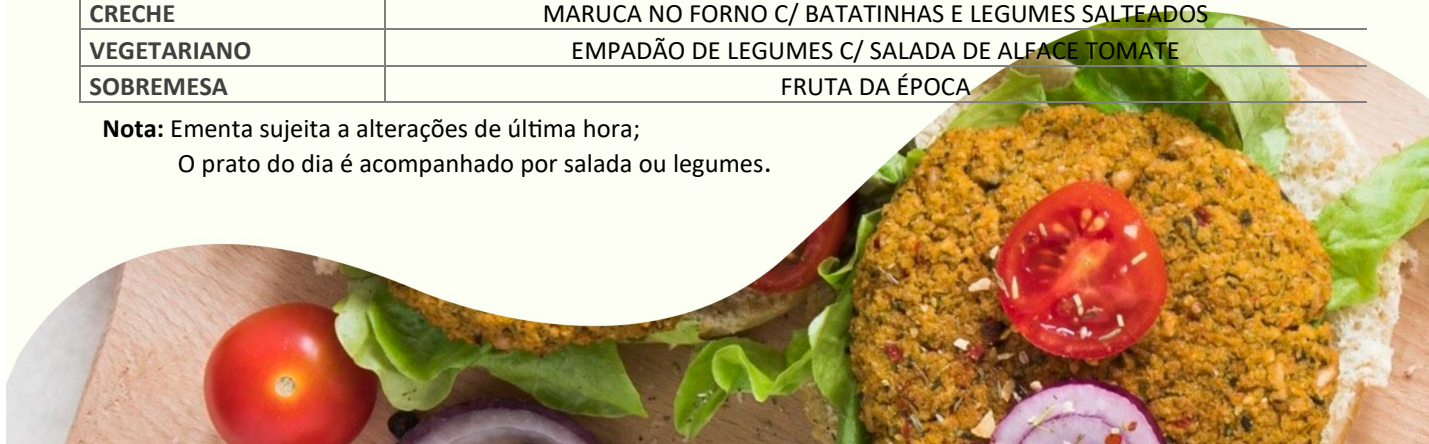 CRECHE MARUCA NO FORNO C/ BATATINHAS E LEGUMES SALTEADOS
VEGETARIANO EMPADÃO DE LEGUMES C/ SALADA DE ALFACE TOMATE
SOBREMESA FRUTA DA ÉPOCA
Nota: Ementa sujeita a alterações de última hora;
O prato do dia é acompanhado por salada ou legumes.